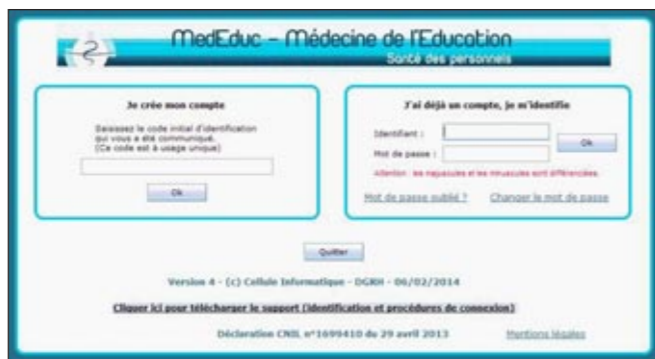 MedEduc - Médecine de l'Education
Santé des personnels
Je crée mon compte
Saisissez le code initial d'identification
qui vous a été communiqué.
(Ce code est à usage unique)
Ok
J'ai déjà un compte, je m'identifie
Identifiant :
Mot de passe :
Ok
Attention : les majuscules et les minuscules sont différenciées.
Mot de passe oublié ?
Changer le mot de passe
Quitter
Version 4 - (c) Cellule Informatique - DGRH - 06/02/2014
Cliquer ici pour télécharger le support (identification et procédures de connexion)
Déclaration CNIL n°1699410 du 29 avril 2013
Mentions légales